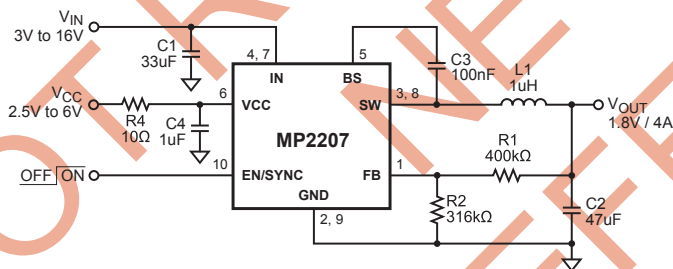 VIN
3V to 16V
C1
33uF
4, 7
IN
5
BS
C3
100nF
L1
1uH
VCC
2.5V to 6V
R4
10Ω
C4
1uF
6
VCC
MP2207
3, 8
SW
VOUT
1.8V / 4A
OFF ON
10
EN/SYNC
1
FB
R1
400kΩ
R2
316kΩ
C2
47uF
GND
2, 9